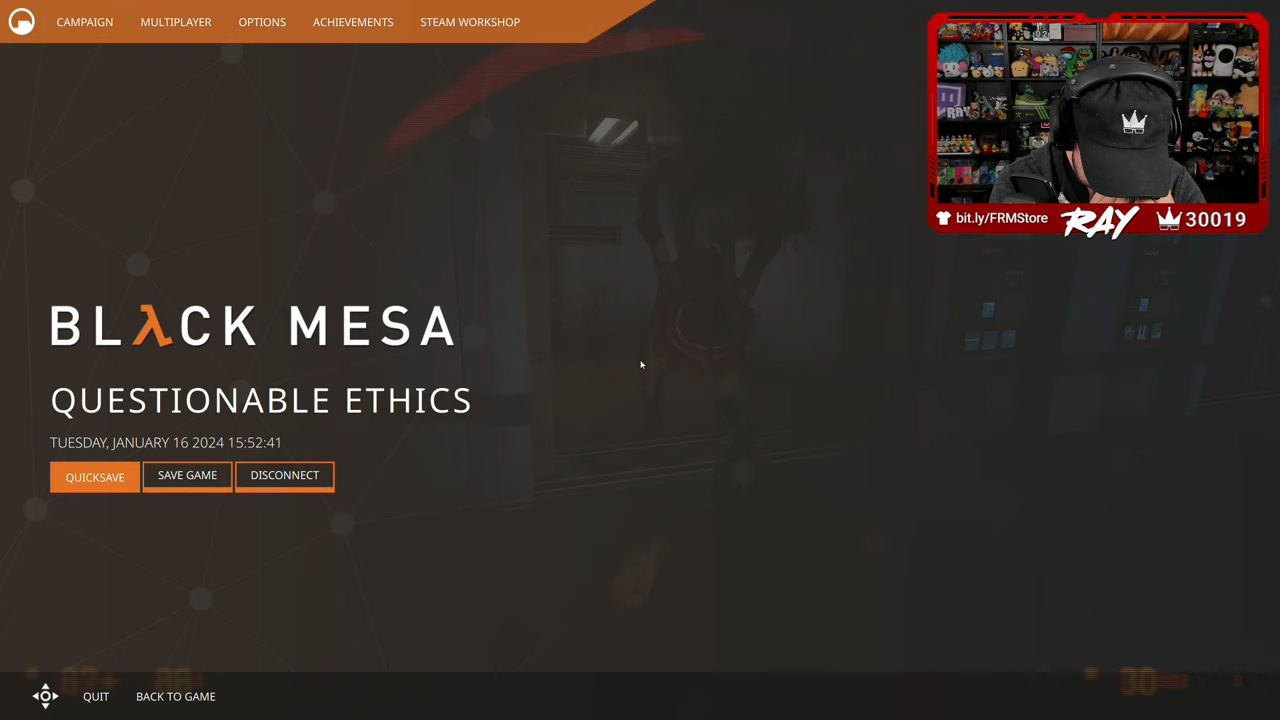 CAMPAIGN MULTIPLAYER OPTIONS ACHIEVEMENTS STEAM WORKSHOP
bit.ly/FRMStore RAY 30019
BLλCK MESA
QUESTIONABLE ETHICS
TUESDAY, JANUARY 16 2024 15:52:41
QUICKSAVE SAVE GAME DISCONNECT
QUIT BACK TO GAME